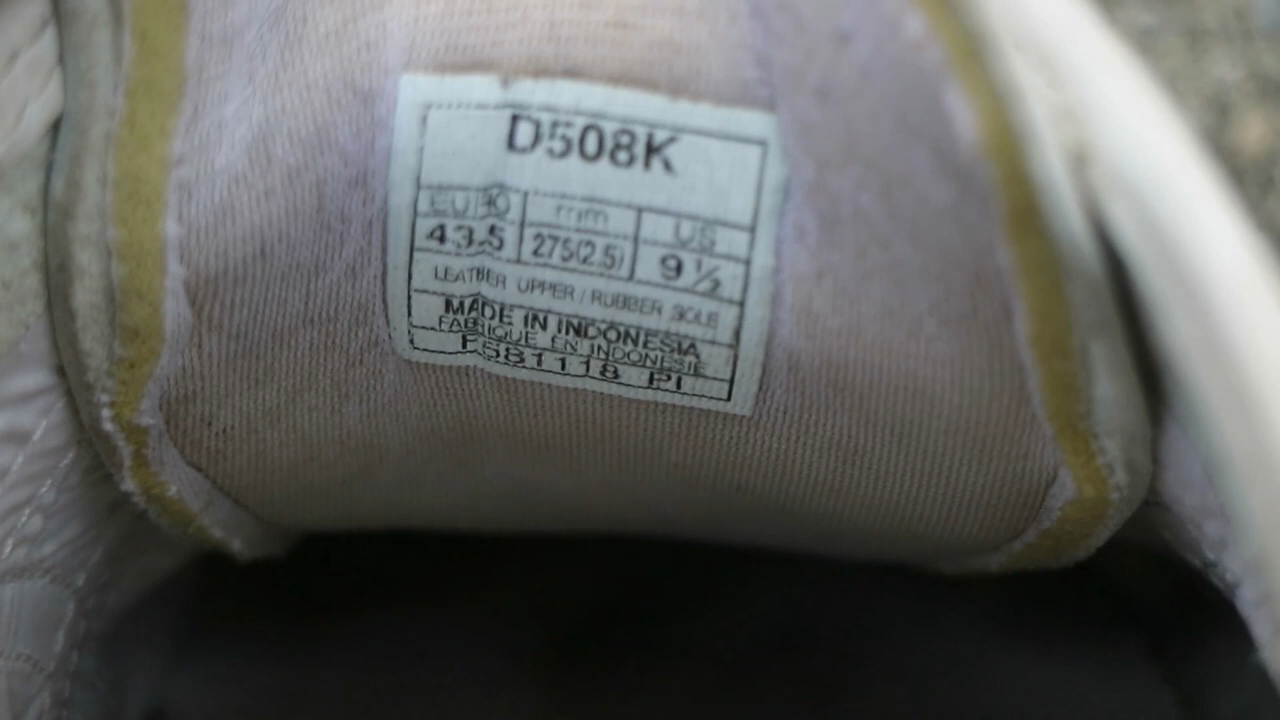 D508K
EUR mm US
43.5 275(2.5) 9½
LEATHER UPPER / RUBBER SOLE
MADE IN INDONESIA
FABRIQUE EN INDONESIE
F581118 PI